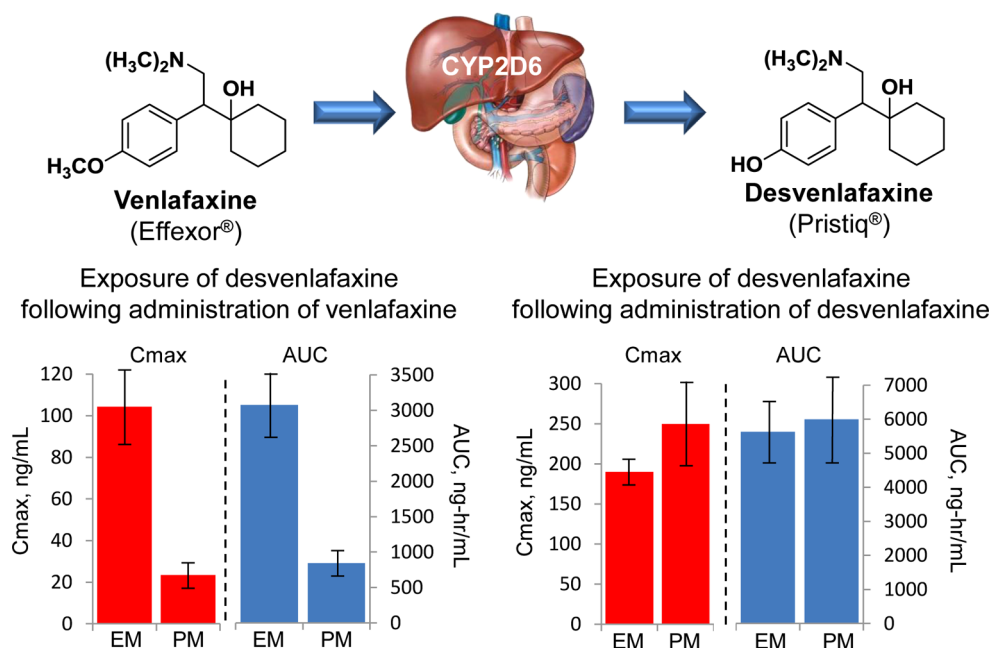 (H₃C)₂N
OH
H₃CO
Venlafaxine
(Effexor®)
CYP2D6
(H₃C)₂N
OH
HO
Desvenlafaxine
(Pristiq®)
Exposure of desvenlafaxine
following administration of venlafaxine
Cmax
AUC
Cmax, ng/mL
120
100
80
60
40
20
0
EM
PM
EM
PM
3500
3000
2500
2000
1500
1000
500
0
AUC, ng-hr/mL
Exposure of desvenlafaxine
following administration of desvenlafaxine
Cmax
AUC
Cmax, ng/mL
300
250
200
150
100
50
0
EM
PM
EM
PM
7000
6000
5000
4000
3000
2000
1000
0
AUC, ng-hr/mL